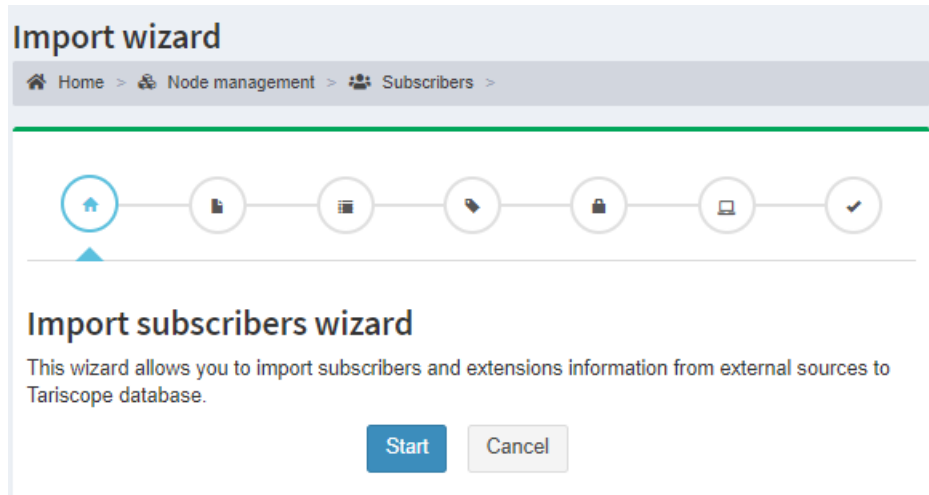 Import wizard
Home > Node management > Subscribers >
Import subscribers wizard
This wizard allows you to import subscribers and extensions information from external sources to
Tariscope database.
Start Cancel